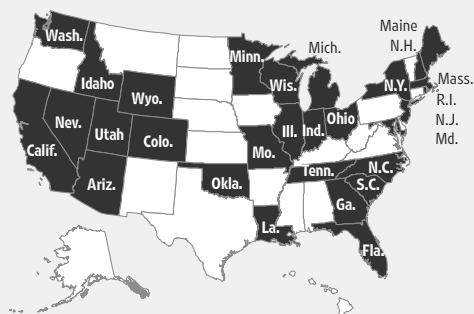 Maine
Wash.
N.H.
Mich.
Minn.
Mass.
Idaho
Wis.
N.Y.
R.I.
Wyo.
N.J.
Ohio
Nev.
Ill.
Ind.
Utah
Colo.
Md.
Calif.
Mo.
N.C.
Tenn.
Ariz.
Okla.
S.C.
Ga.
La.
Fla.